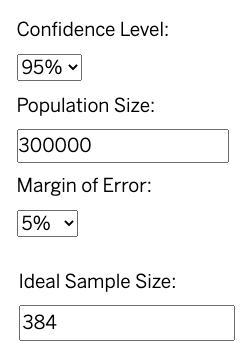 Confidence Level:
95%
Population Size:
300000
Margin of Error:
5%
Ideal Sample Size:
384